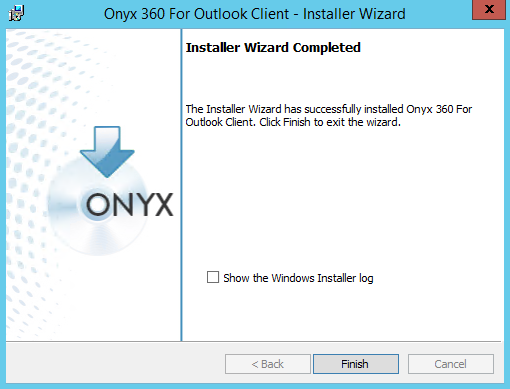 Onyx 360 For Outlook Client - Installer Wizard
x
Installer Wizard Completed
The Installer Wizard has successfully installed Onyx 360 For
Outlook Client. Click Finish to exit the wizard.
ONYX
Show the Windows Installer log
< Back
Finish
Cancel